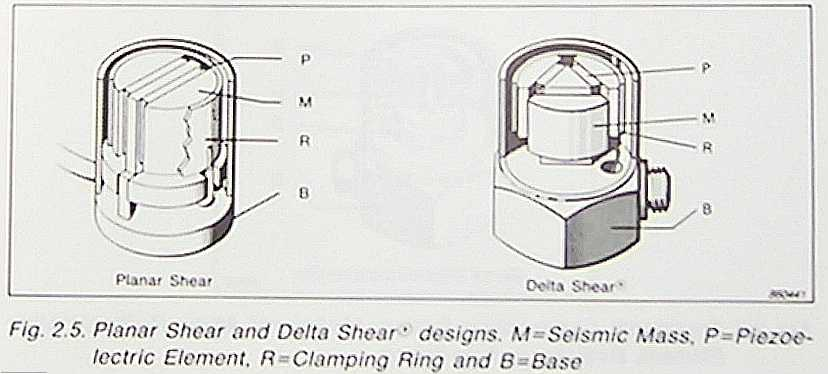 P
M
R
B
Planar Shear
P
M
R
B
Delta Shear®
860441
Fig. 2.5. Planar Shear and Delta Shear® designs. M=Seismic Mass, P=Piezoe-
lectric Element, R=Clamping Ring and B=Base